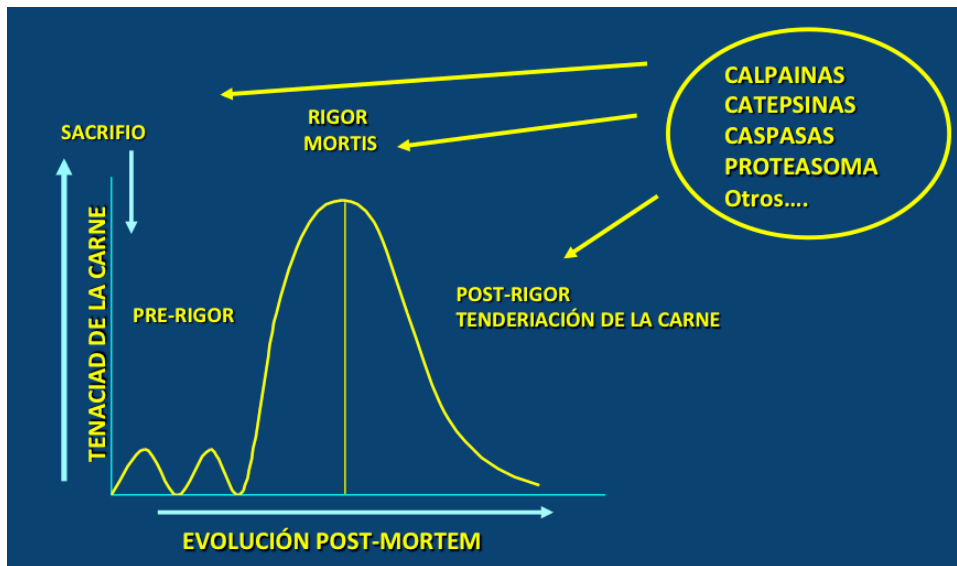 CALPAINAS
CATEPSINAS
CASPASAS
PROTEASOMA
Otros....
SACRIFIO
RIGOR
MORTIS
TENACIAD DE LA CARNE
PRE-RIGOR
POST-RIGOR
TENDERIACIÓN DE LA CARNE
EVOLUCIÓN POST-MORTEM